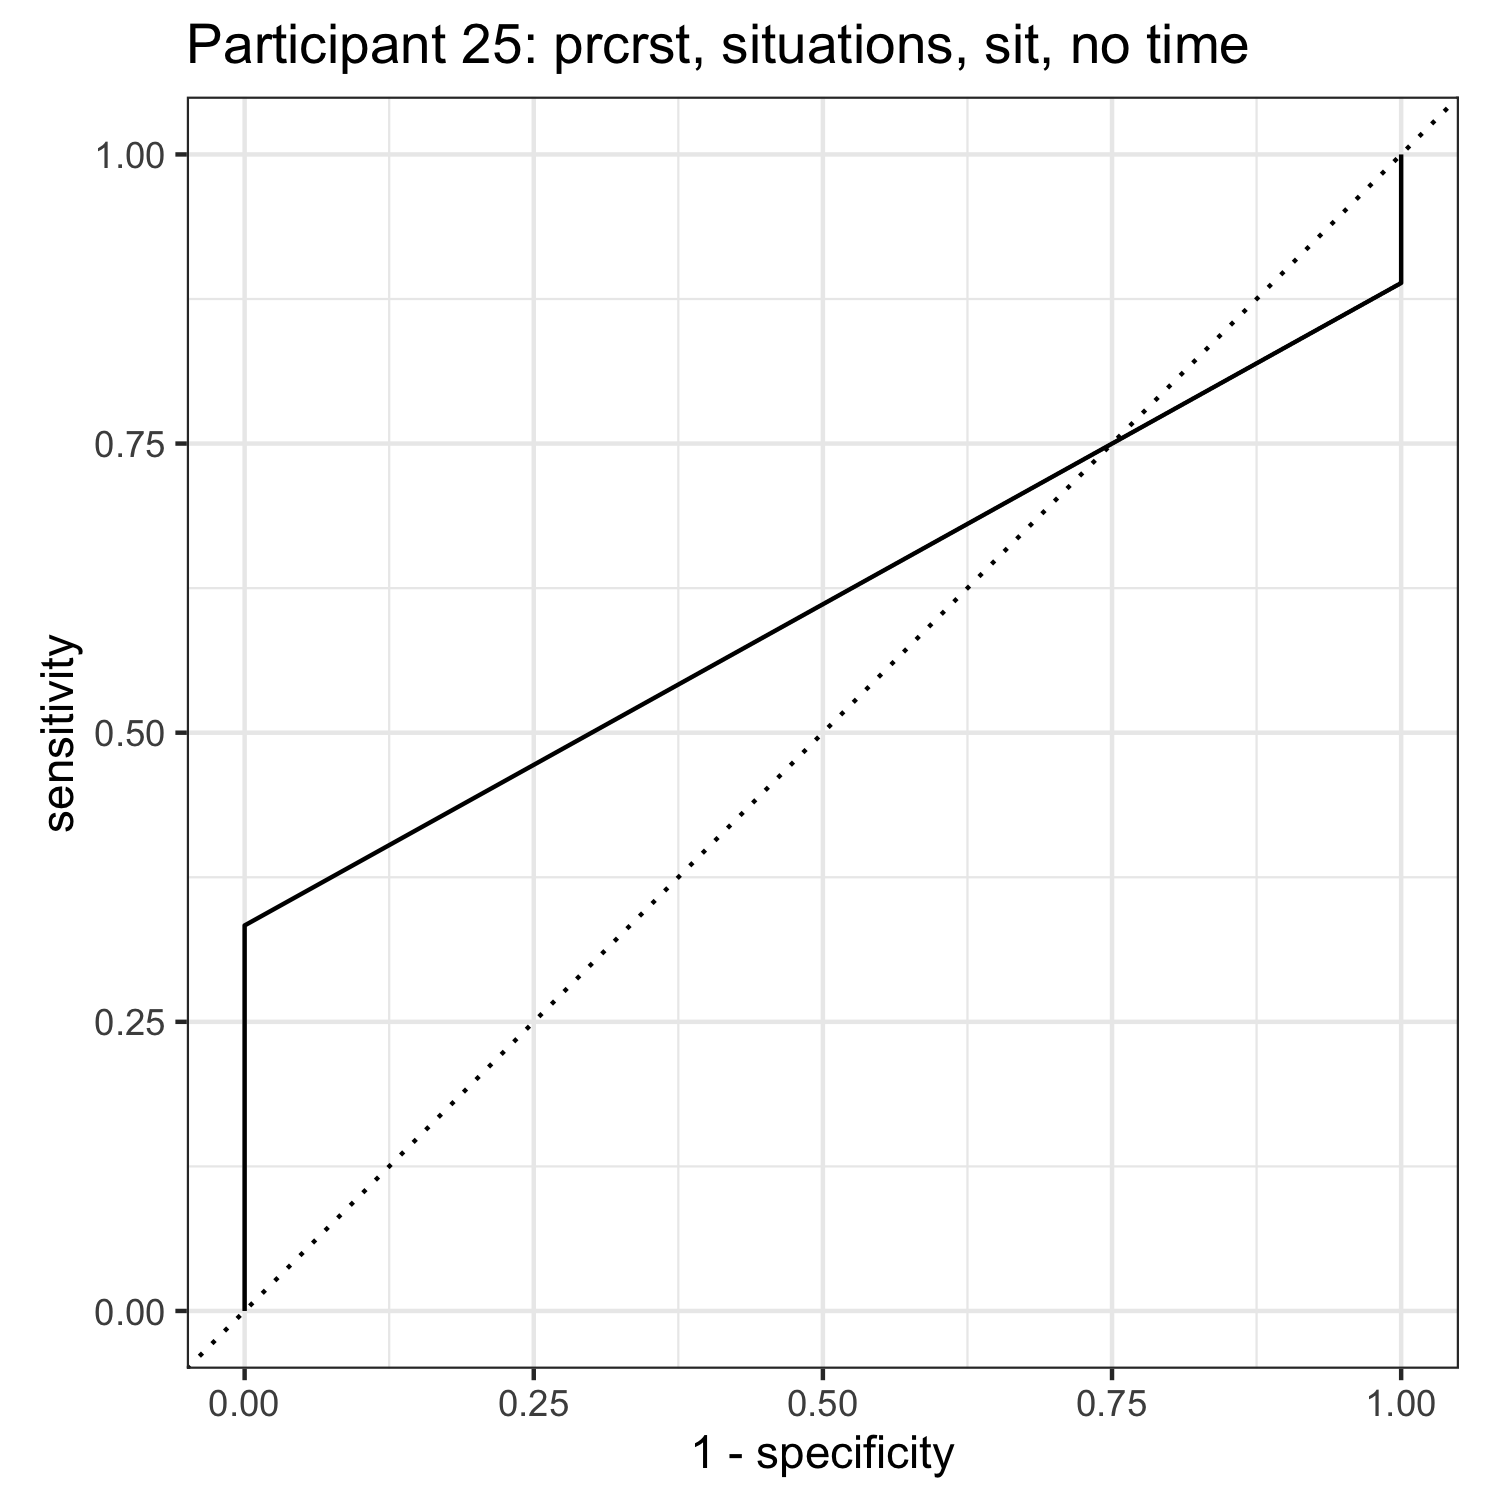 Participant 25: prcrst, situations, sit, no time
1.00
0.75
0.50
0.25
0.00
sensitivity
0.00 0.25 0.50 0.75 1.00
1 - specificity